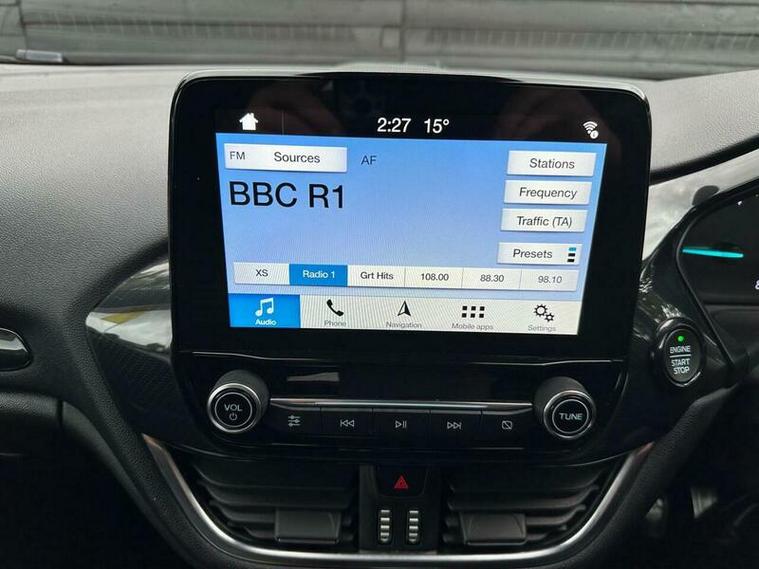 2:27 15°
FM Sources AF
Stations
BBC R1
Frequency
Traffic (TA)
Presets
XS Radio 1 Grt Hits 108.00 88.30 98.10
Audio Phone Navigation Mobile apps Settings
ENGINE
START
STOP
VOL
TUNE